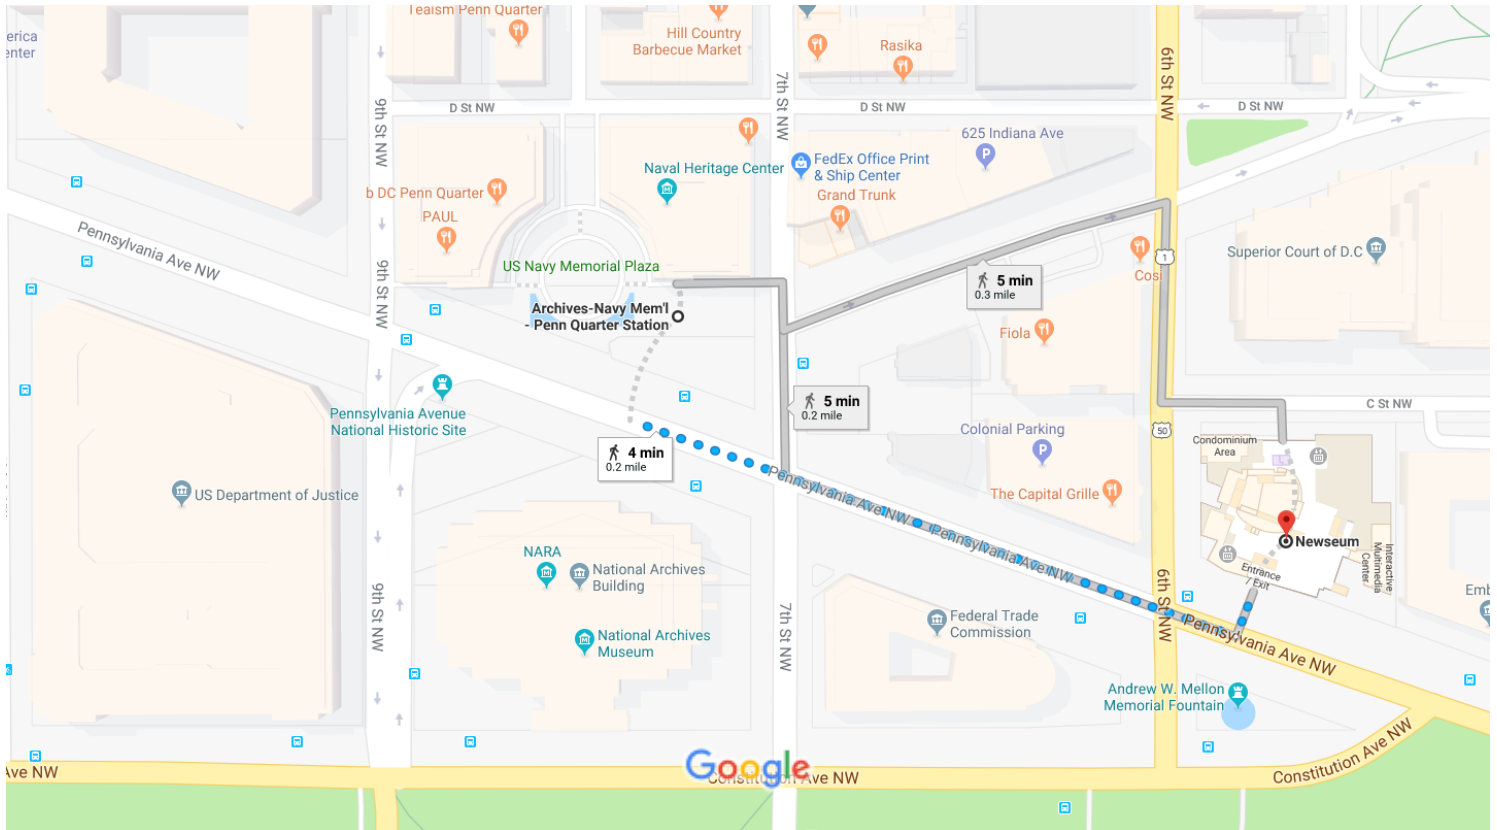 Teaism Penn Quarter
erica
enter
Hill Country
Barbecue Market
Rasika
D St NW
D St NW
D St NW
9th St NW
7th St NW
6th St NW
625 Indiana Ave
P
FedEx Office Print
& Ship Center
Naval Heritage Center
b DC Penn Quarter
Grand Trunk
PAUL
Pennsylvania Ave NW
Superior Court of D.C
1
US Navy Memorial Plaza
9th St NW
Cosi
5 min
0.3 mile
Archives-Navy Mem'l
- Penn Quarter Station
Fiola
Pennsylvania Avenue
National Historic Site
5 min
0.2 mile
C St NW
Colonial Parking
P
50
Condominium
Area
4 min
0.2 mile
US Department of Justice
Pennsylvania Ave NW
The Capital Grille
Pennsylvania Ave NW
Newseum
Interactive
Multimedia
Center
Entrance
/ Exit
NARA
National Archives
Building
9th St NW
7th St NW
6th St NW
Emb
Federal Trade
Commission
National Archives
Museum
Pennsylvania Ave NW
Andrew W. Mellon
Memorial Fountain
Google
Ave NW
Constitution Ave NW
Constitution Ave NW